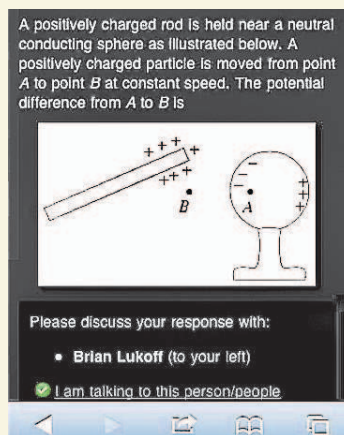 A positively charged rod is held near a neutral
conducting sphere as illustrated below. A
positively charged particle is moved from point
A to point B at constant speed. The potential
difference from A to B is
+ + + +
+++
B
A
− − −
+++
Please discuss your response with:
• Brian Lukoff (to your left)
I am talking to this person/people